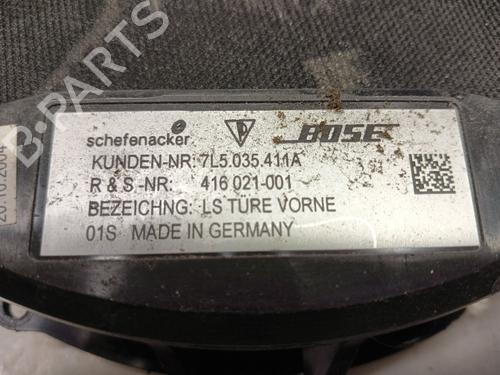 B-PARTS
schefenacker BOSE
KUNDEN-NR: 7L5.035.411A
R & S -NR: 416 021-001
BEZEICHNG: LS TÜRE VORNE
01S MADE IN GERMANY